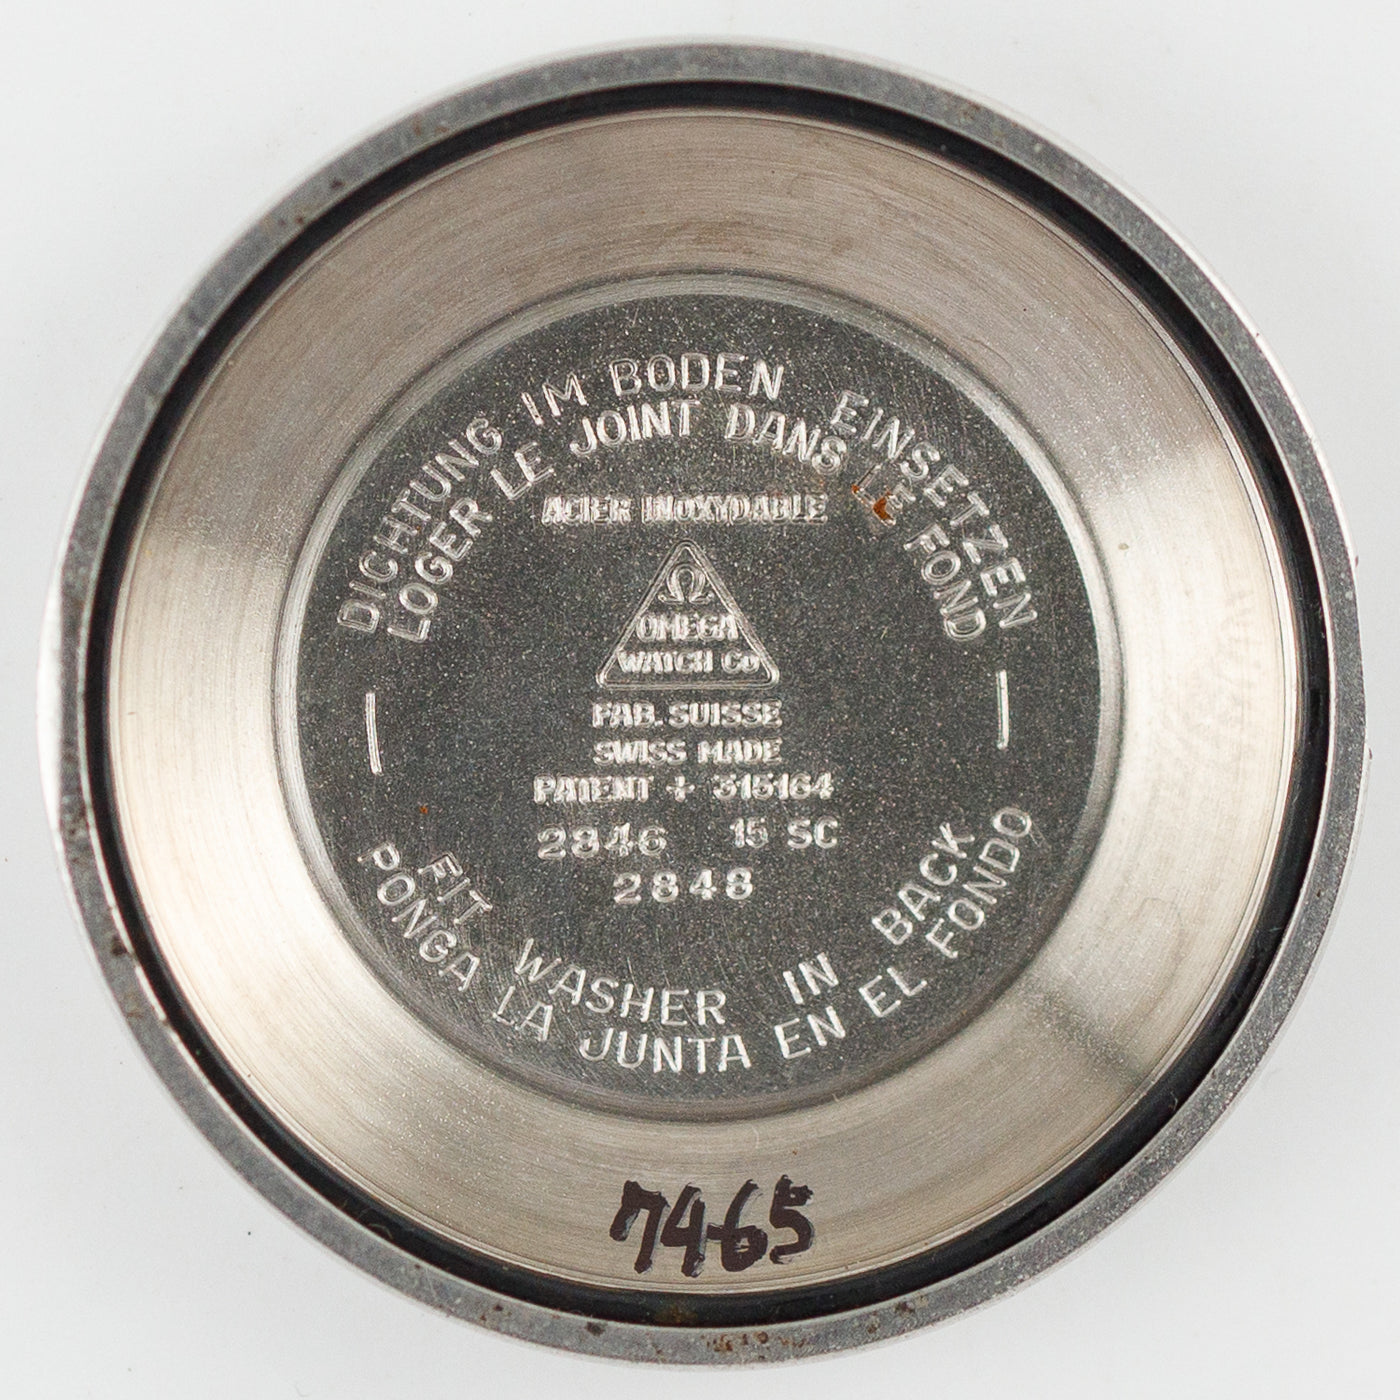 DICHTUNG IM BODEN EINSETZEN
LOGER LE JOINT DANS LE FOND
ACIER INOXYDABLE
Ω
OMEGA
WATCH CO
FAB. SUISSE
SWISS MADE
PATENT + 315164
2846 15 SC
2848
FIT WASHER IN BACK
PONGA LA JUNTA EN EL FONDO
7465